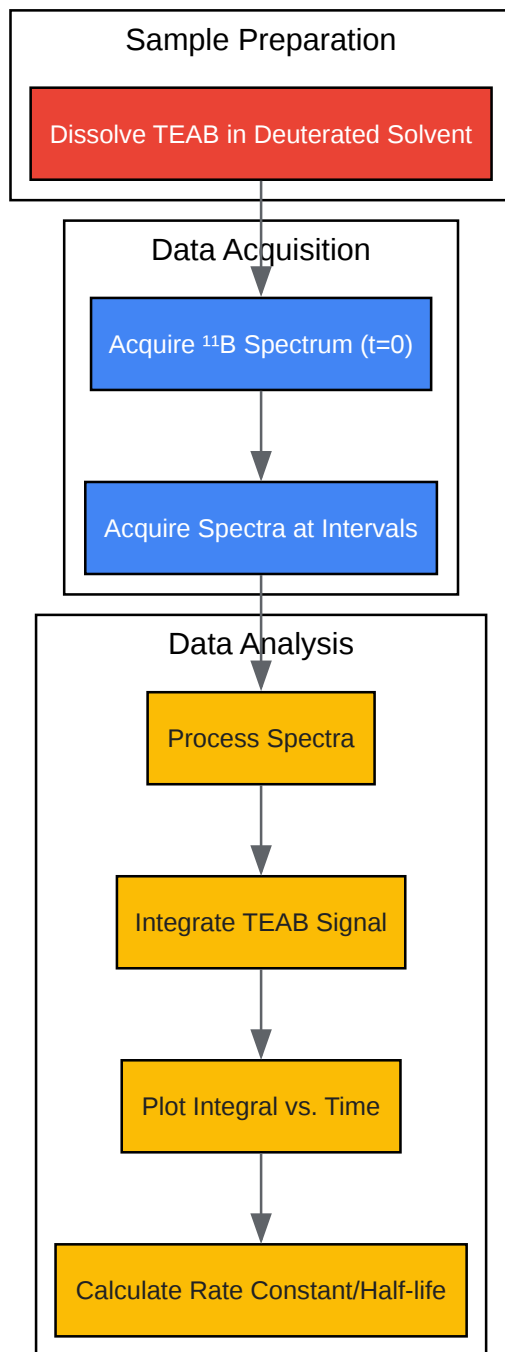 Sample Preparation
Dissolve TEAB in Deuterated Solvent
Data Acquisition
Acquire ¹¹B Spectrum (t=0)
Acquire Spectra at Intervals
Data Analysis
Process Spectra
Integrate TEAB Signal
Plot Integral vs. Time
Calculate Rate Constant/Half-life